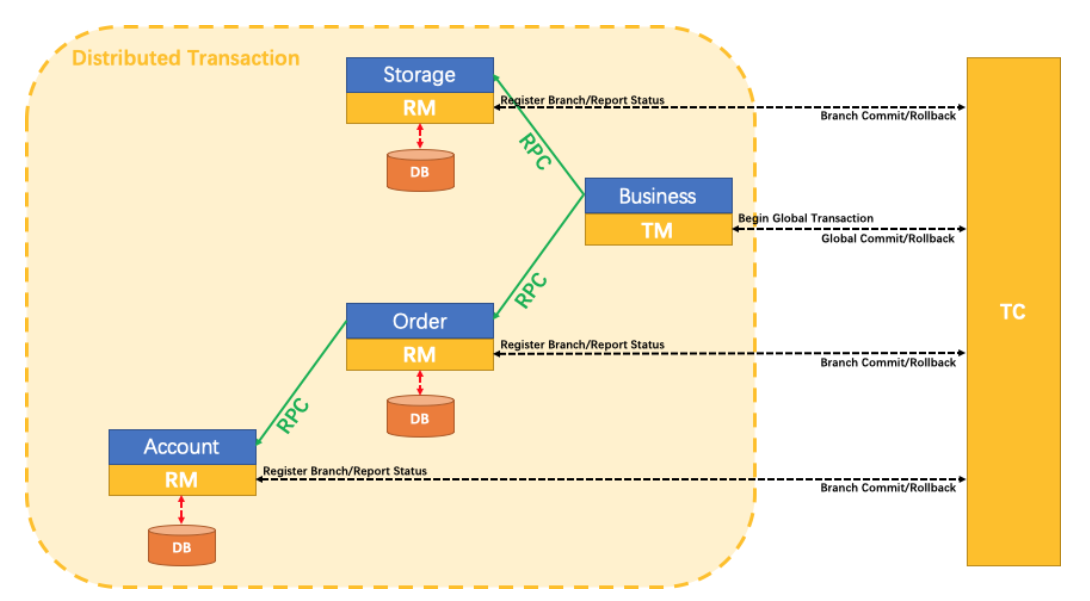 Distributed Transaction
Storage
RM
DB
Register Branch/Report Status
Branch Commit/Rollback
RPC
Business
TM
Begin Global Transaction
Global Commit/Rollback
TC
RPC
Order
RM
DB
Register Branch/Report Status
Branch Commit/Rollback
RPC
Account
RM
DB
Register Branch/Report Status
Branch Commit/Rollback